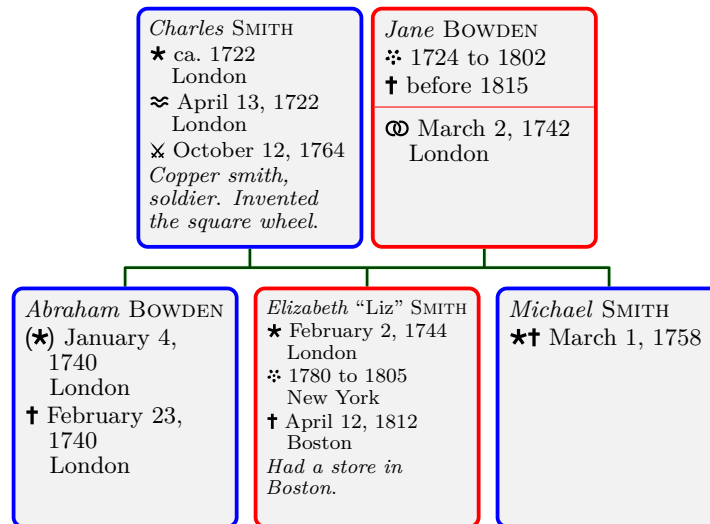 Charles SMITH
* ca. 1722
London
≈ April 13, 1722
London
⚔ October 12, 1764
Copper smith,
soldier. Invented
the square wheel.
Jane BOWDEN
⁘ 1724 to 1802
† before 1815
⚭ March 2, 1742
London
Abraham BOWDEN
(*) January 4,
1740
London
† February 23,
1740
London
Elizabeth “Liz” SMITH
* February 2, 1744
London
⁘ 1780 to 1805
New York
† April 12, 1812
Boston
Had a store in
Boston.
Michael SMITH
*† March 1, 1758